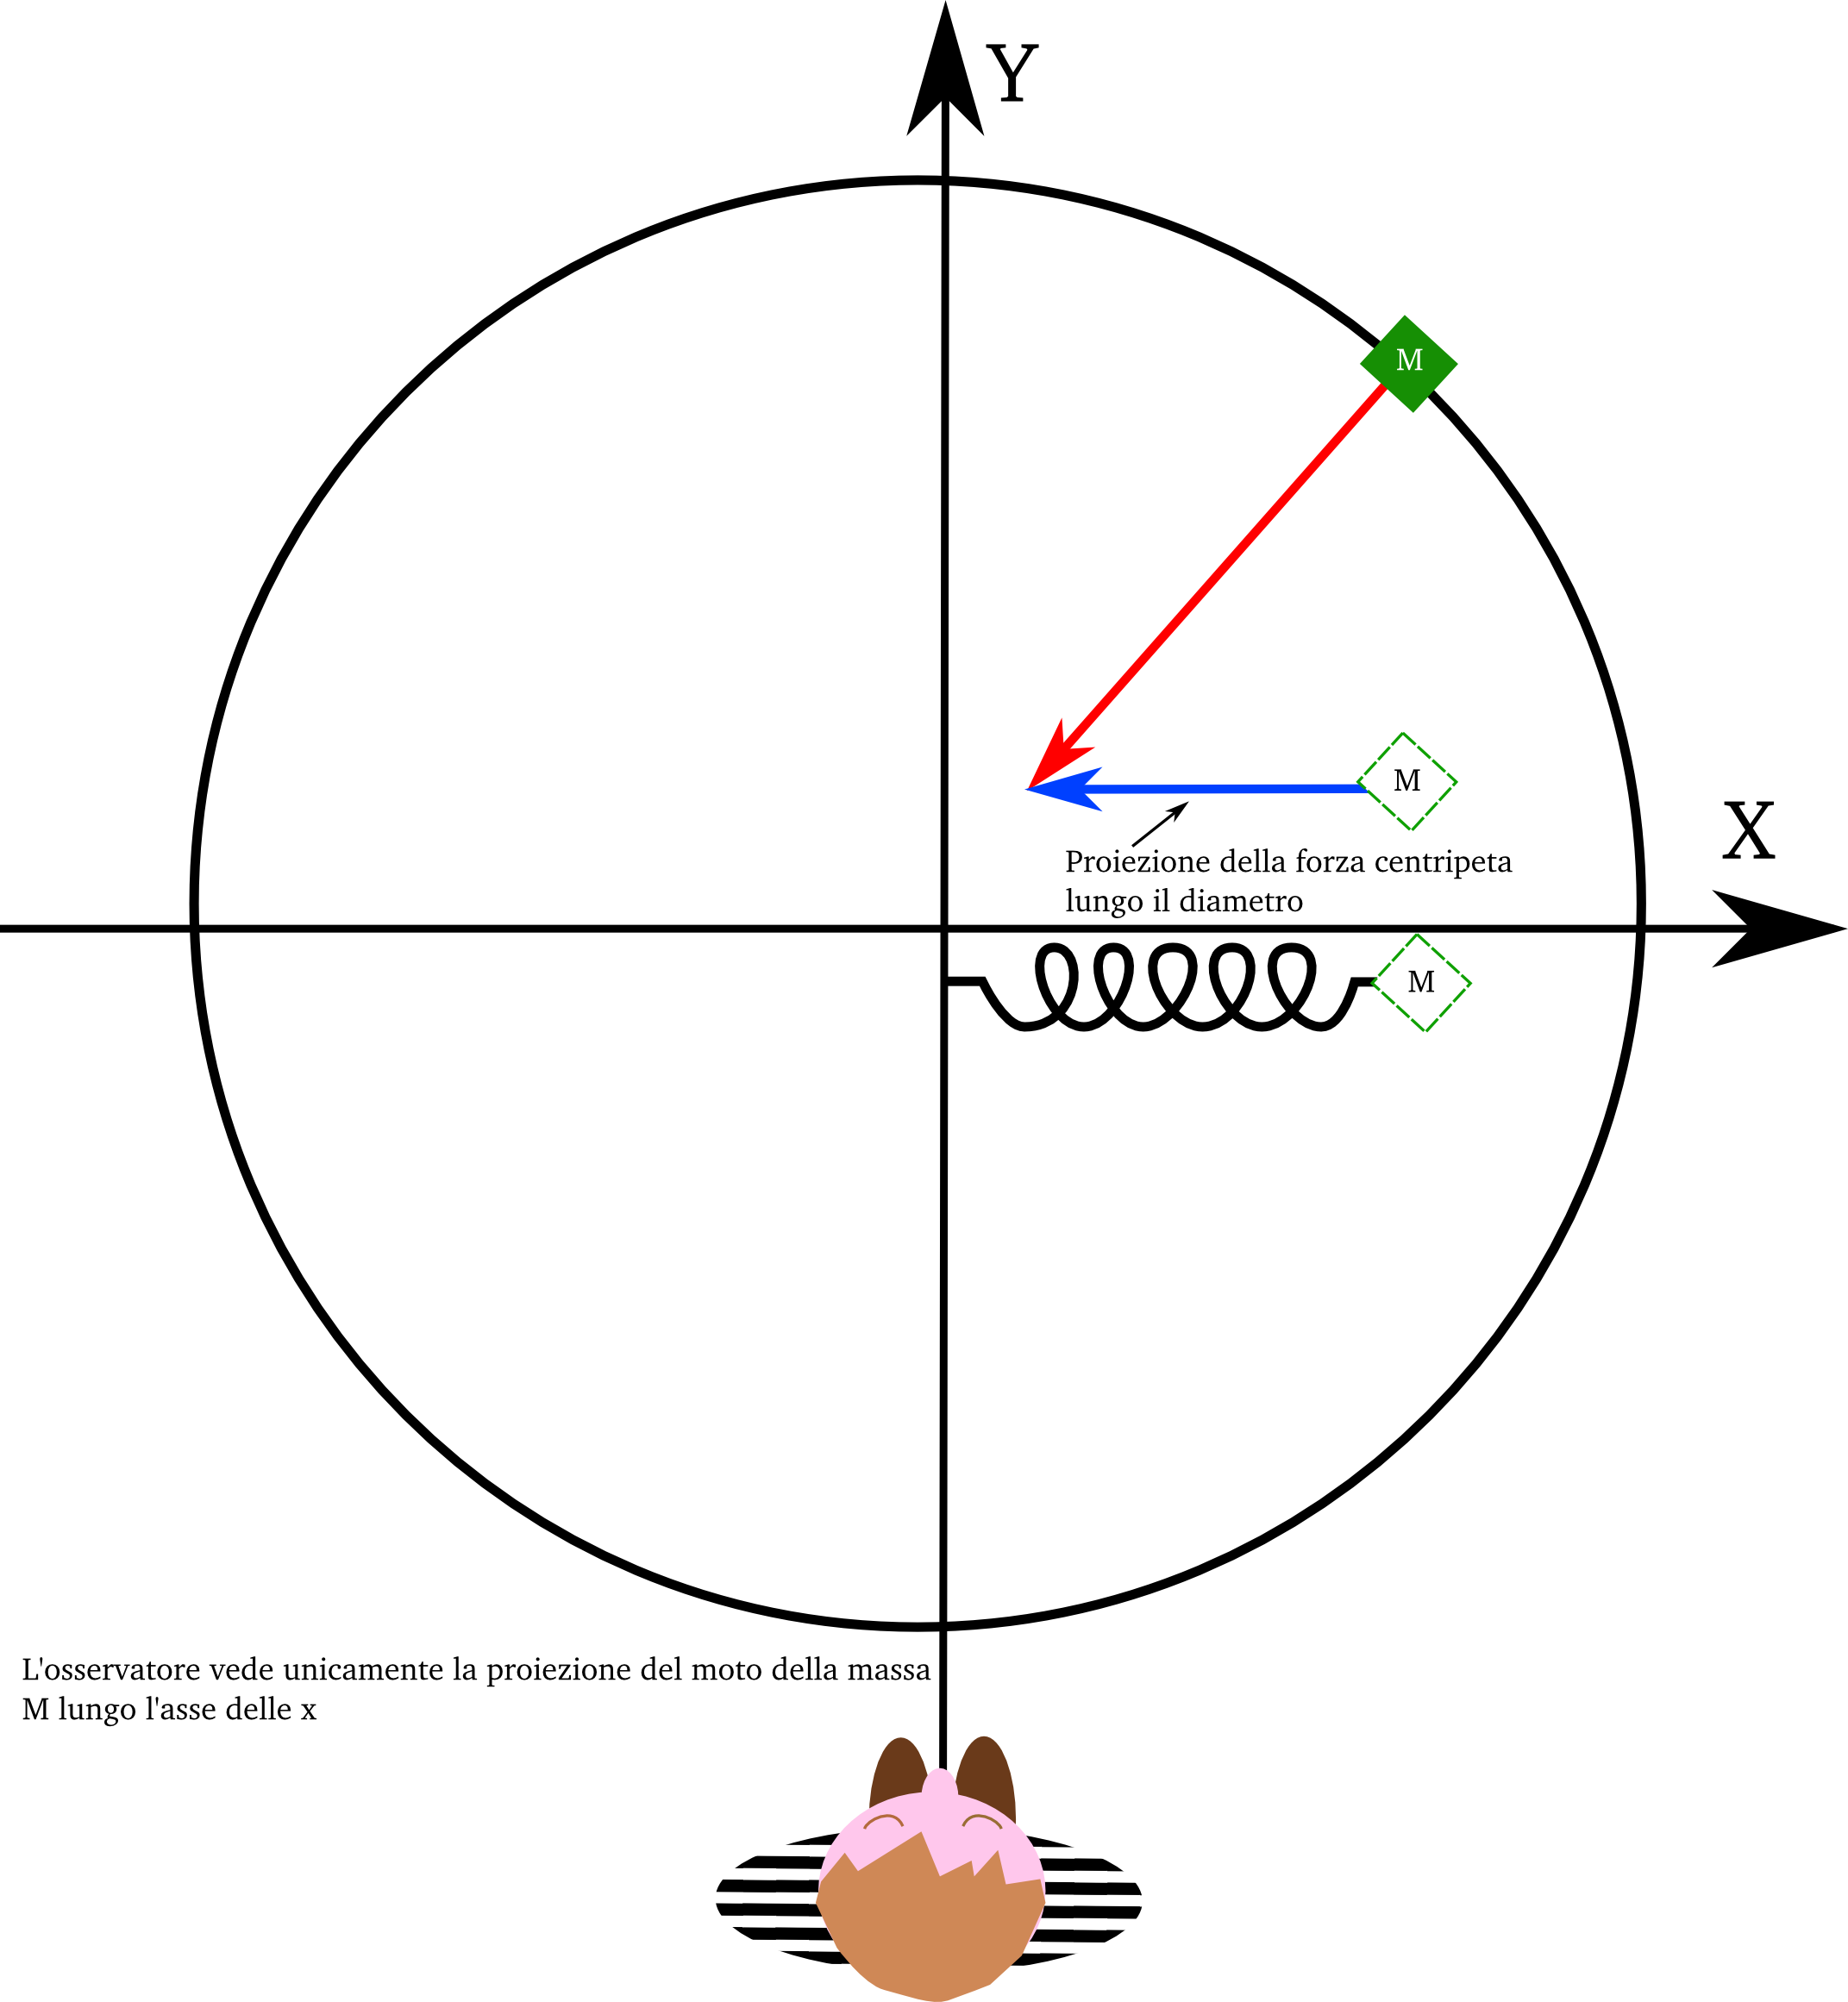 Y
M
M
X
Proiezione della forza centripeta
lungo il diametro
M
L'osservatore vede unicamente la proiezione del moto della massa
M lungo l'asse delle x